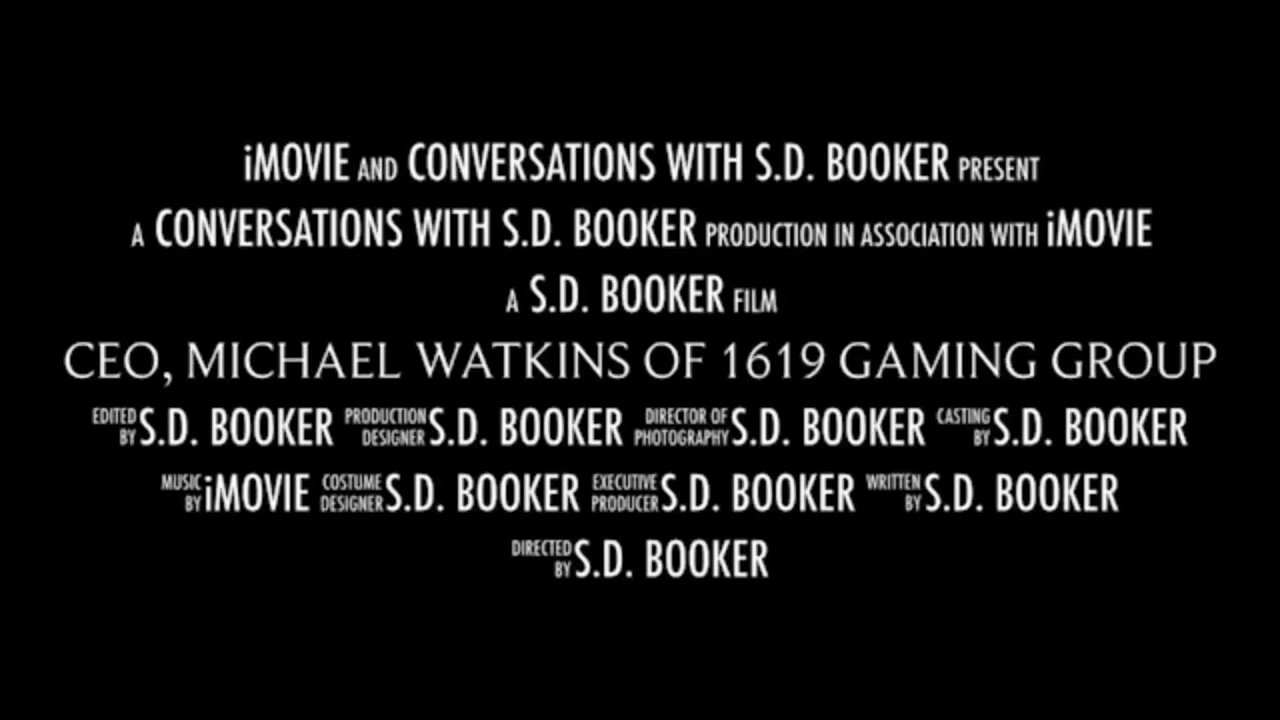 iMOVIE AND CONVERSATIONS WITH S.D. BOOKER PRESENT
A CONVERSATIONS WITH S.D. BOOKER PRODUCTION IN ASSOCIATION WITH iMOVIE
A S.D. BOOKER FILM
CEO, MICHAEL WATKINS OF 1619 GAMING GROUP
EDITED BY S.D. BOOKER PRODUCTION DESIGNER S.D. BOOKER DIRECTOR OF PHOTOGRAPHY S.D. BOOKER CASTING BY S.D. BOOKER
MUSIC BY iMOVIE COSTUME DESIGNER S.D. BOOKER EXECUTIVE PRODUCER S.D. BOOKER WRITTEN BY S.D. BOOKER
DIRECTED BY S.D. BOOKER